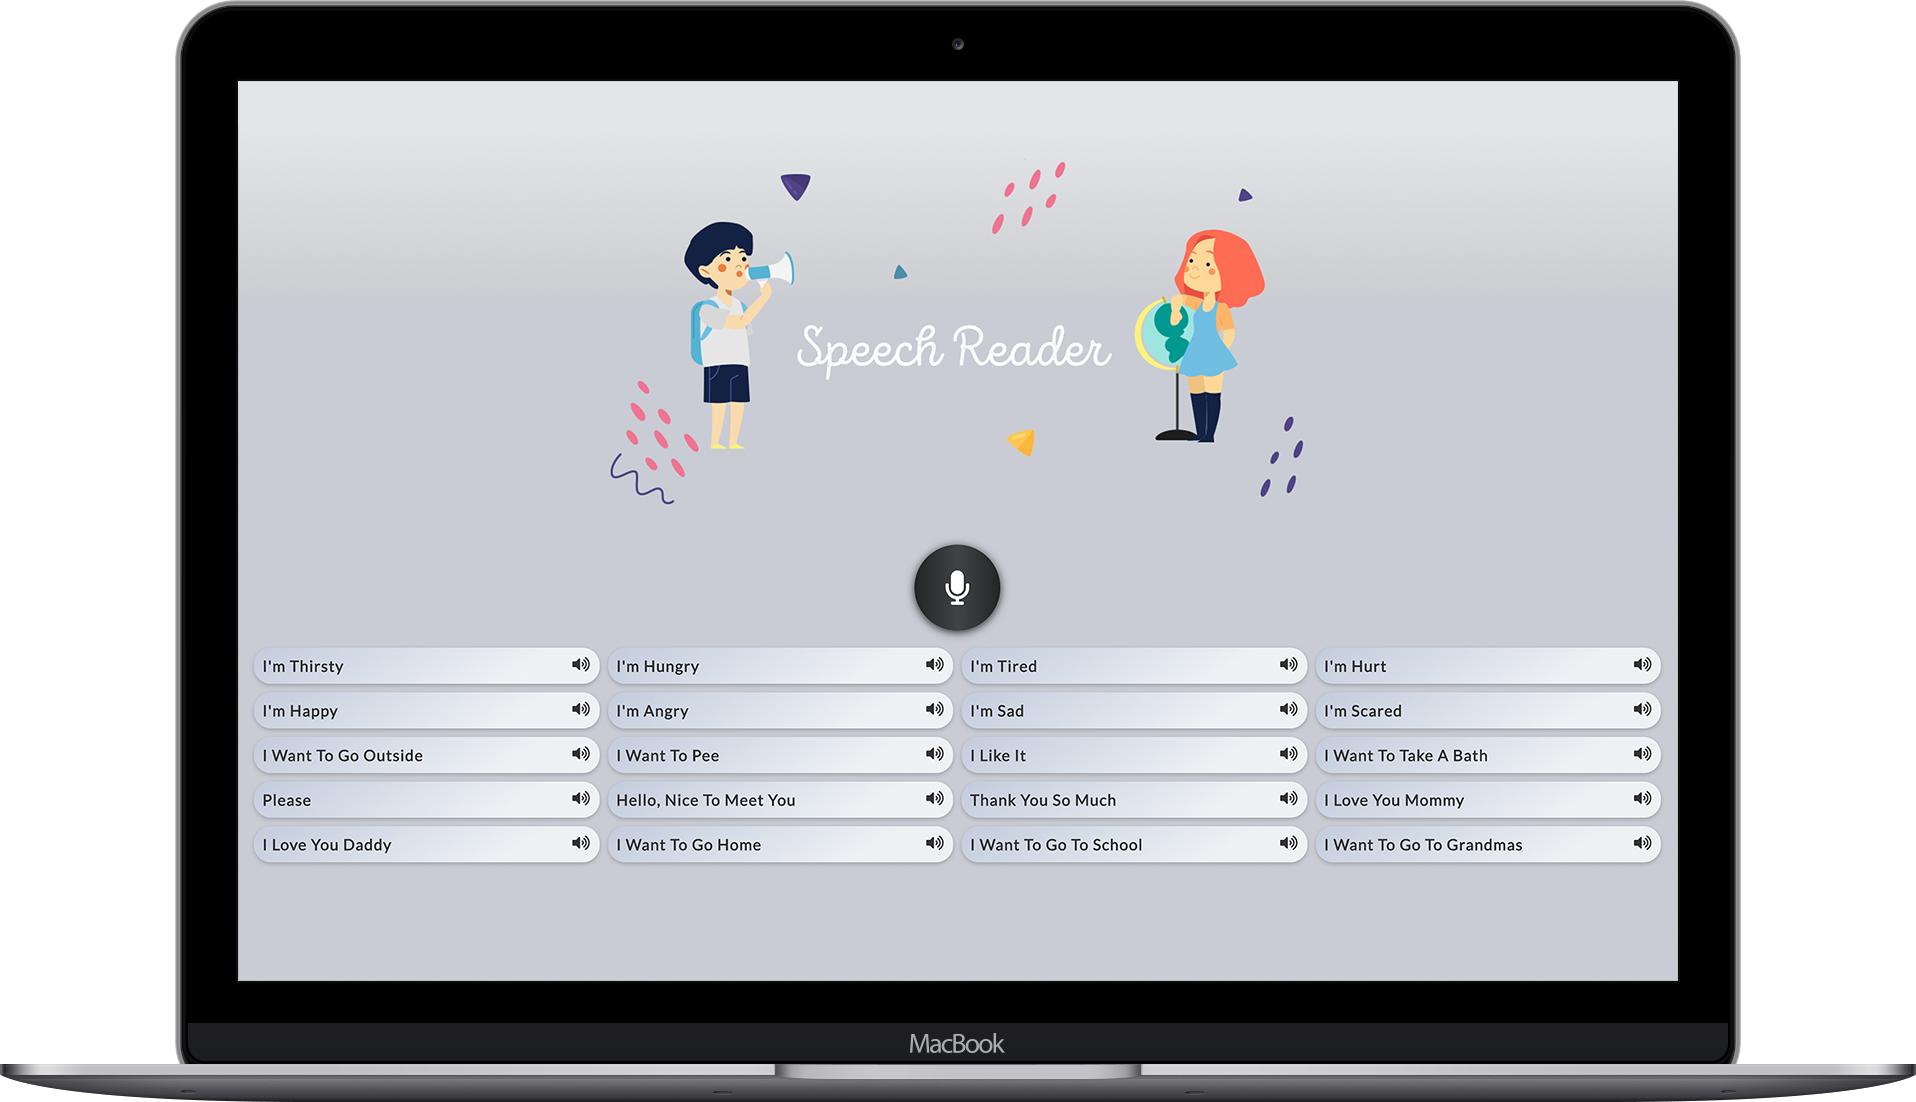 Speech Reader
I'm Thirsty
I'm Hungry
I'm Tired
I'm Hurt
I'm Happy
I'm Angry
I'm Sad
I'm Scared
I Want To Go Outside
I Want To Pee
I Like It
I Want To Take A Bath
Please
Hello, Nice To Meet You
Thank You So Much
I Love You Mommy
I Love You Daddy
I Want To Go Home
I Want To Go To School
I Want To Go To Grandmas
MacBook